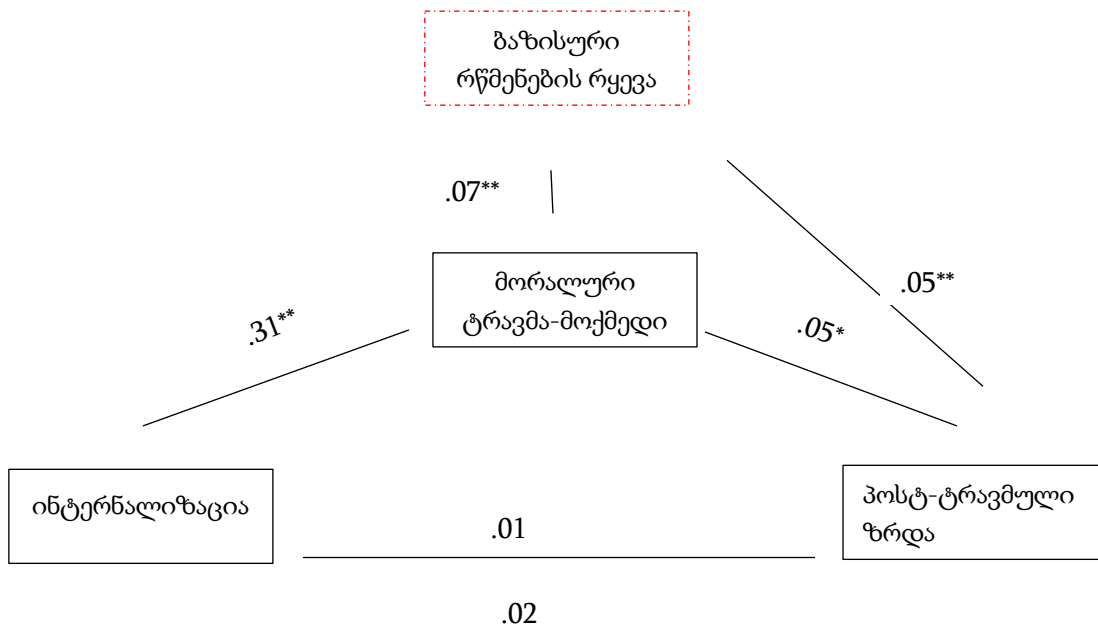 ბაზისური
რწმენების რყევა
.07**
.05**
მორალური
ტრავმა-მოქმედი
.31**
.05*
ინტერნალიზაცია
პოსტ-ტრავმული
ზრდა
.01
.02